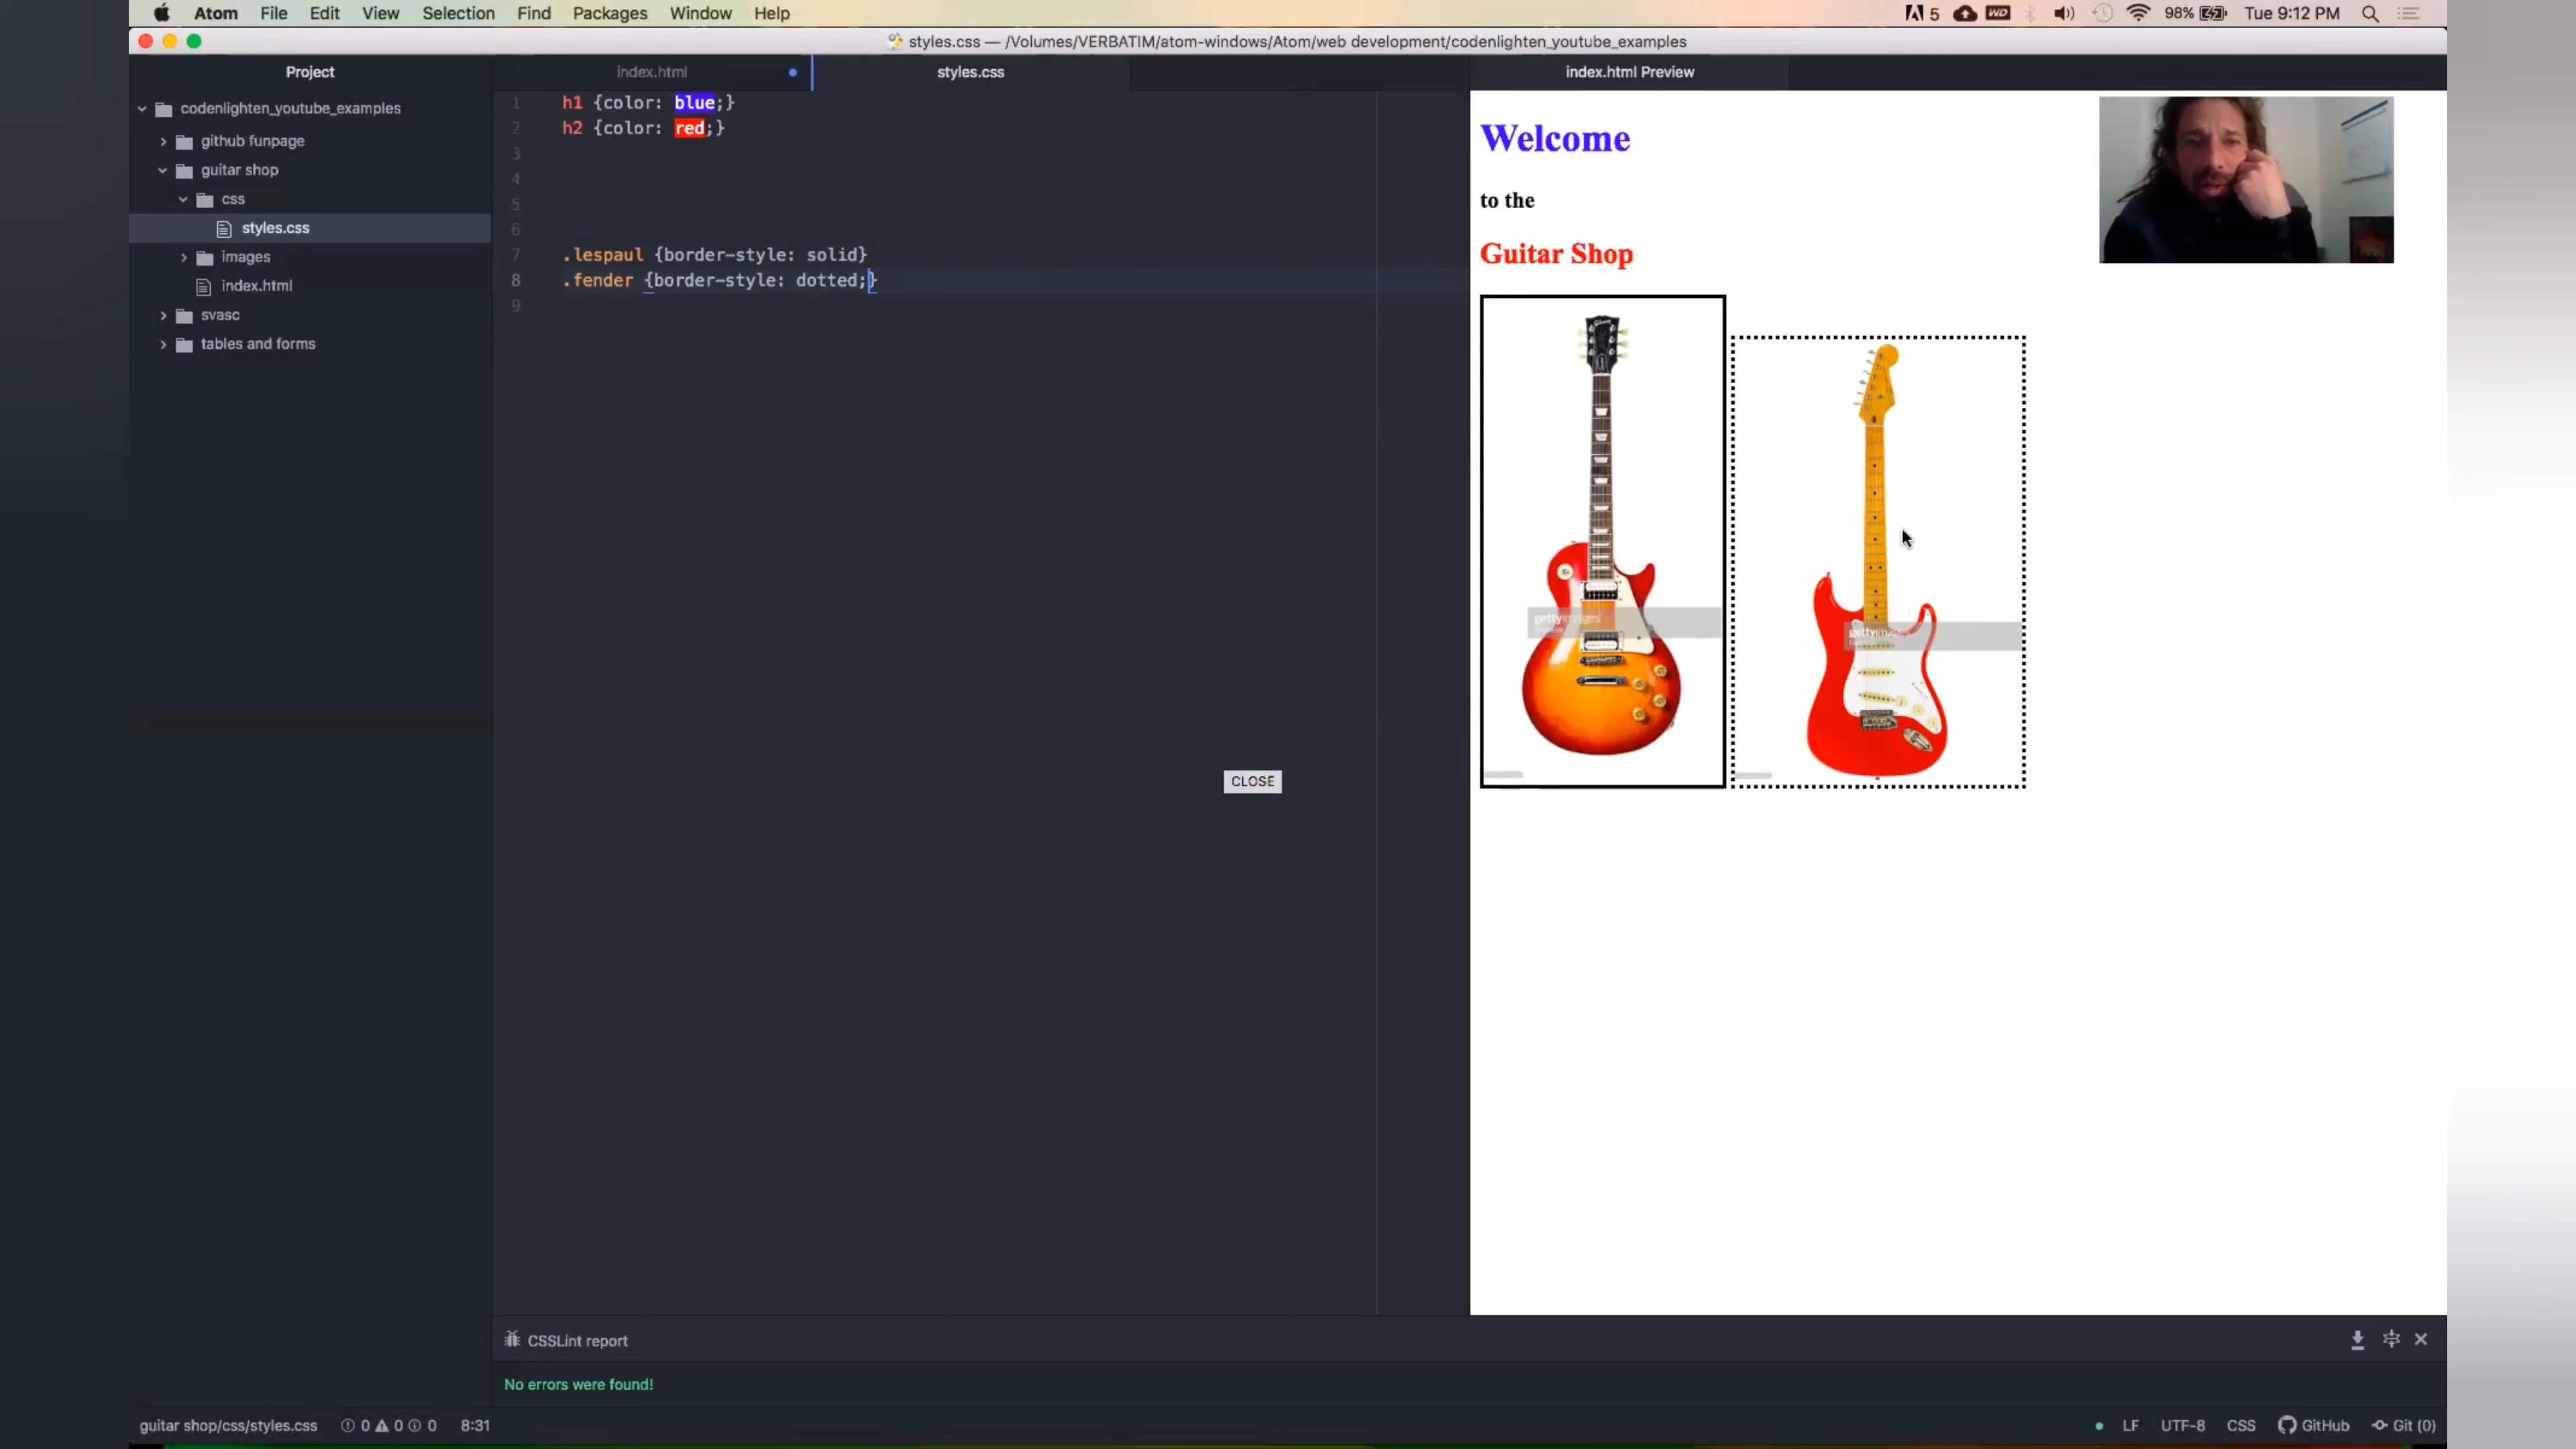 Atom File Edit View Selection Find Packages Window Help 5 WD 98% Tue 9:12 PM
styles.css — /Volumes/VERBATIM/atom-windows/Atom/web development/codenlighten_youtube_examples
Project
index.html
styles.css
index.html Preview
codenlighten_youtube_examples
github funpage
guitar shop
css
styles.css
images
index.html
svasc
tables and forms
1 h1 {color: blue;}
2 h2 {color: red;}
3
4
5
6
7 .lespaul {border-style: solid}
8 .fender {border-style: dotted;}
9
Welcome
to the
Guitar Shop
Gibson
gettyimages
gettyimages
CLOSE
CSSLint report
No errors were found!
guitar shop/css/styles.css 0 0 0 8:31 LF UTF-8 CSS GitHub Git (0)